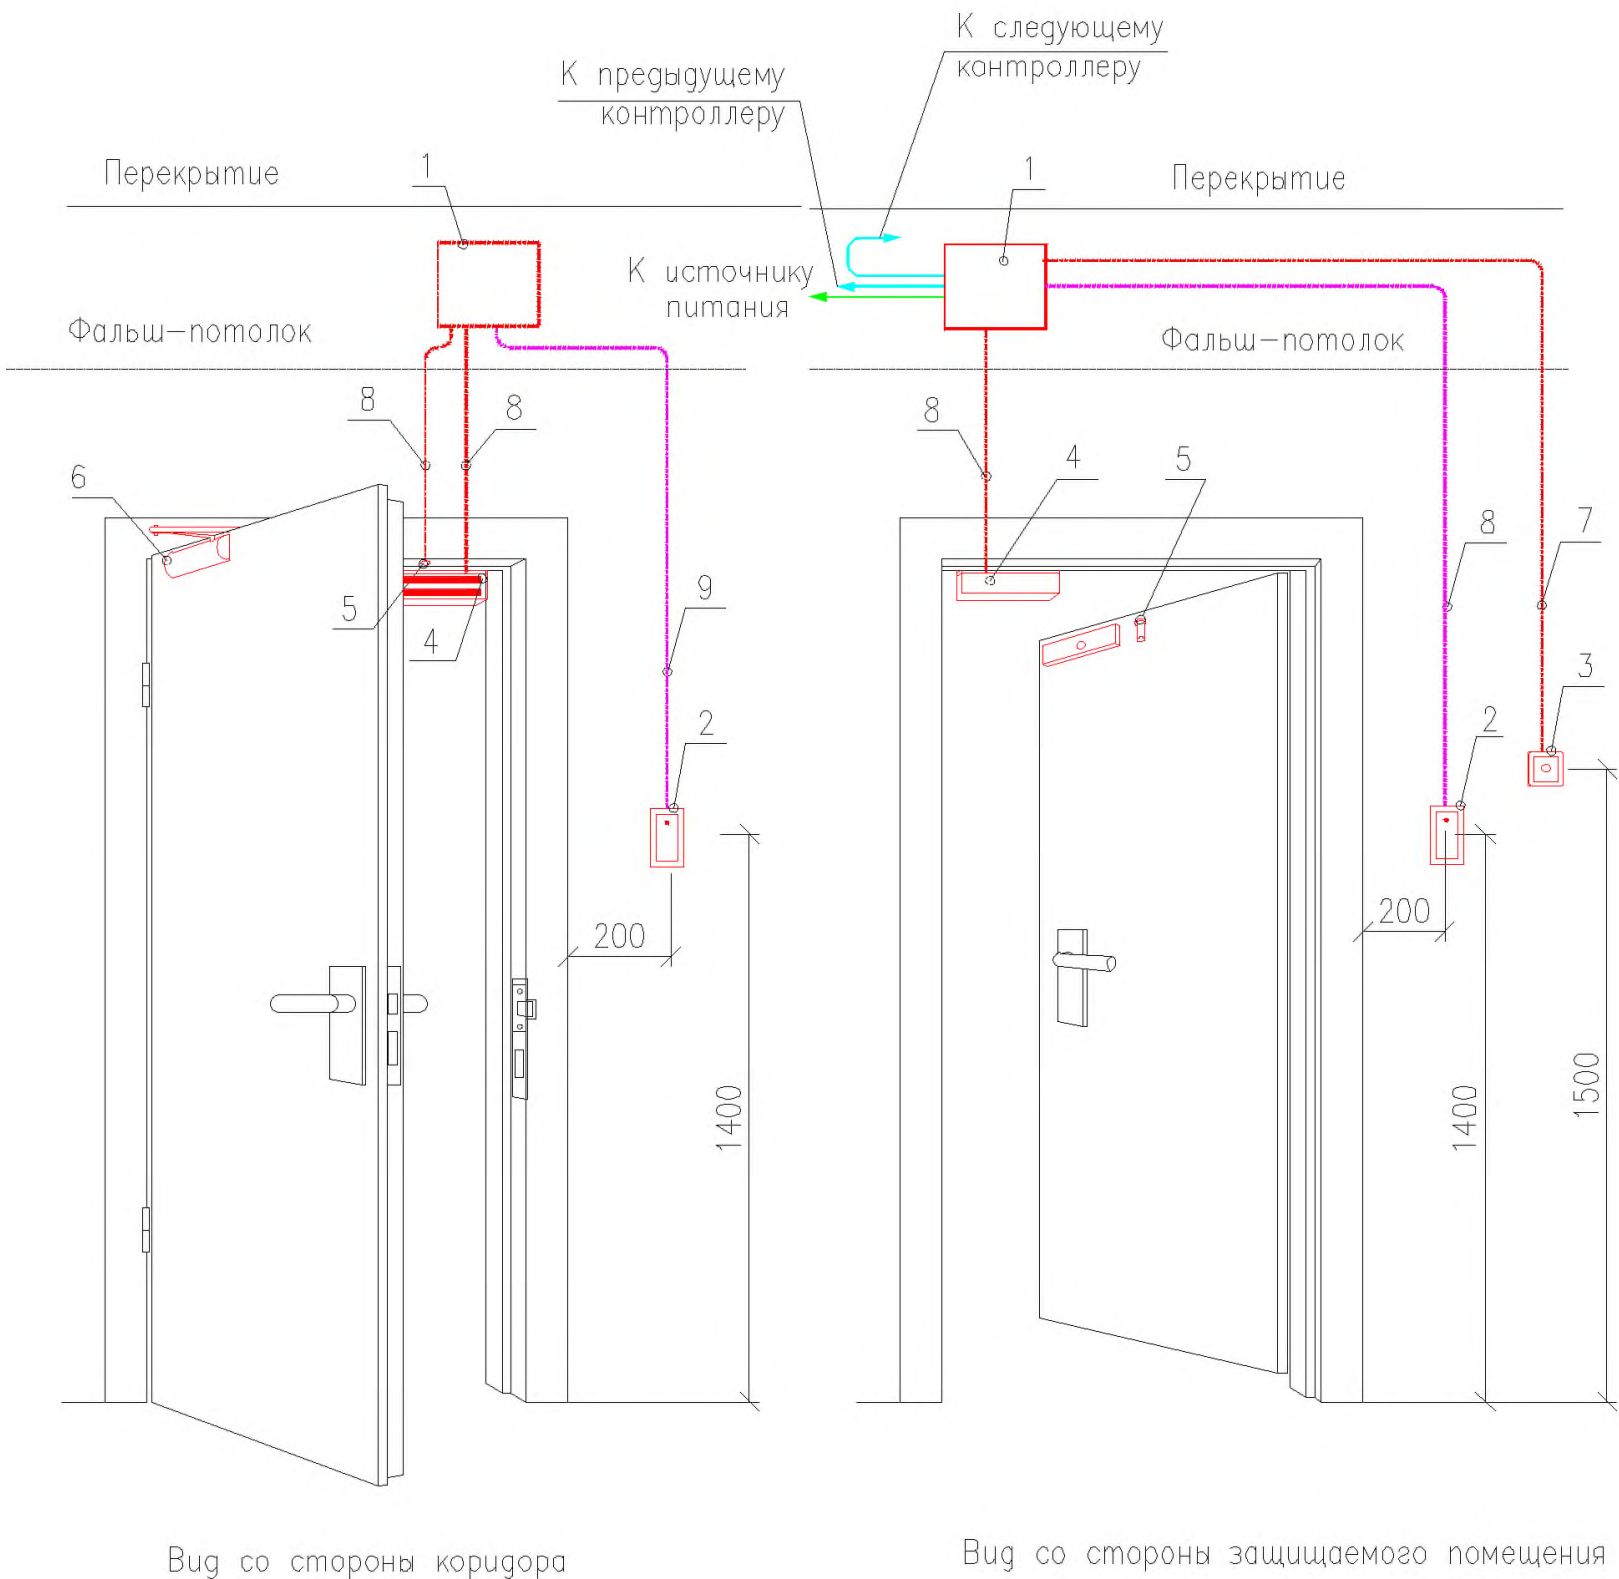 К следующему
контроллеру
К предыдущему
контроллеру
Перекрытие
1
1
Перекрытие
К источнику
питания
Фальш-потолок
Фальш-потолок
8
8
8
4
5
6
8
7
5
4
9
3
2
2
200
200
1400
1400
1500
Вид со стороны коридора
Вид со стороны защищаемого помещения